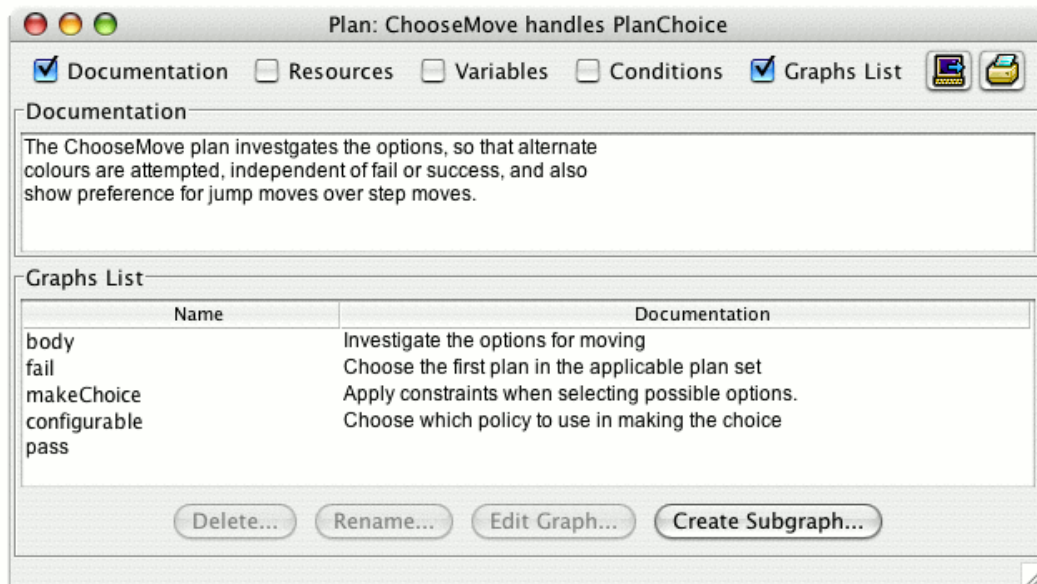 Plan: ChooseMove handles PlanChoice
Documentation Resources Variables Conditions Graphs List
Documentation
The ChooseMove plan investgates the options, so that alternate
colours are attempted, independent of fail or success, and also
show preference for jump moves over step moves.
Graphs List
Name Documentation
body Investigate the options for moving
fail Choose the first plan in the applicable plan set
makeChoice Apply constraints when selecting possible options.
configurable Choose which policy to use in making the choice
pass
Delete... Rename... Edit Graph... Create Subgraph...